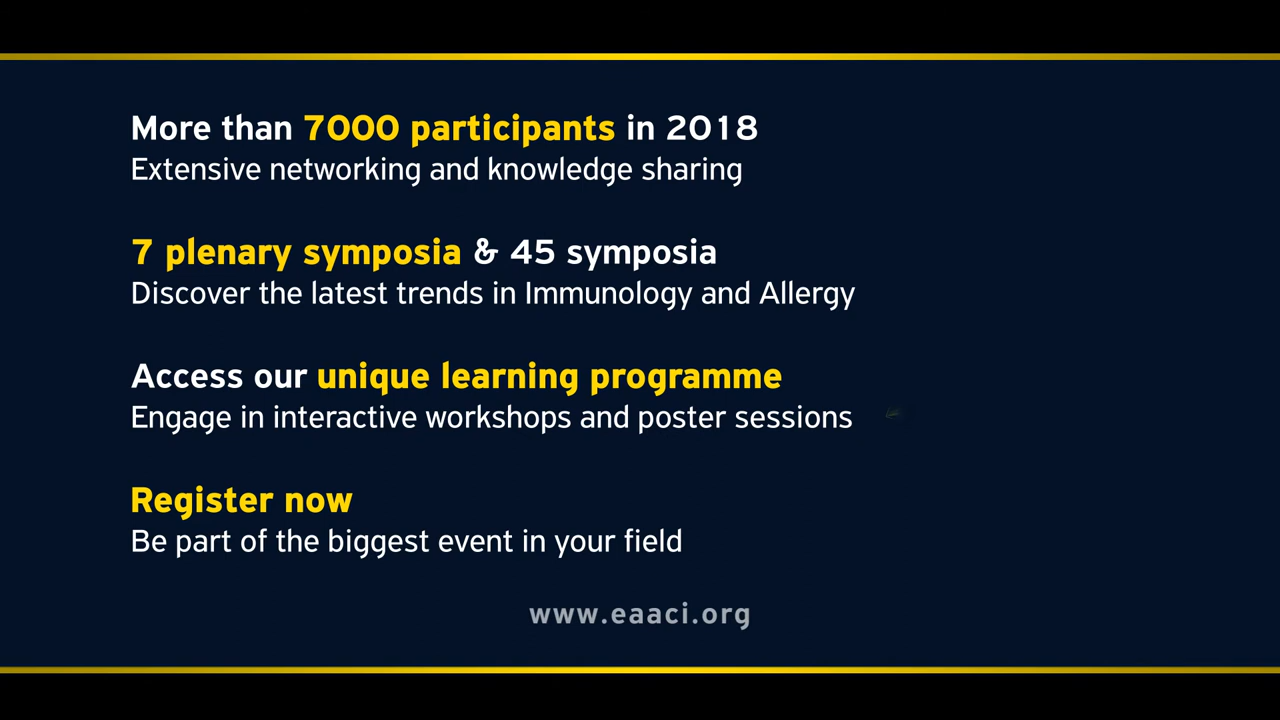 More than 7000 participants in 2018
Extensive networking and knowledge sharing
7 plenary symposia & 45 symposia
Discover the latest trends in Immunology and Allergy
Access our unique learning programme
Engage in interactive workshops and poster sessions
Register now
Be part of the biggest event in your field
www.eaaci.org